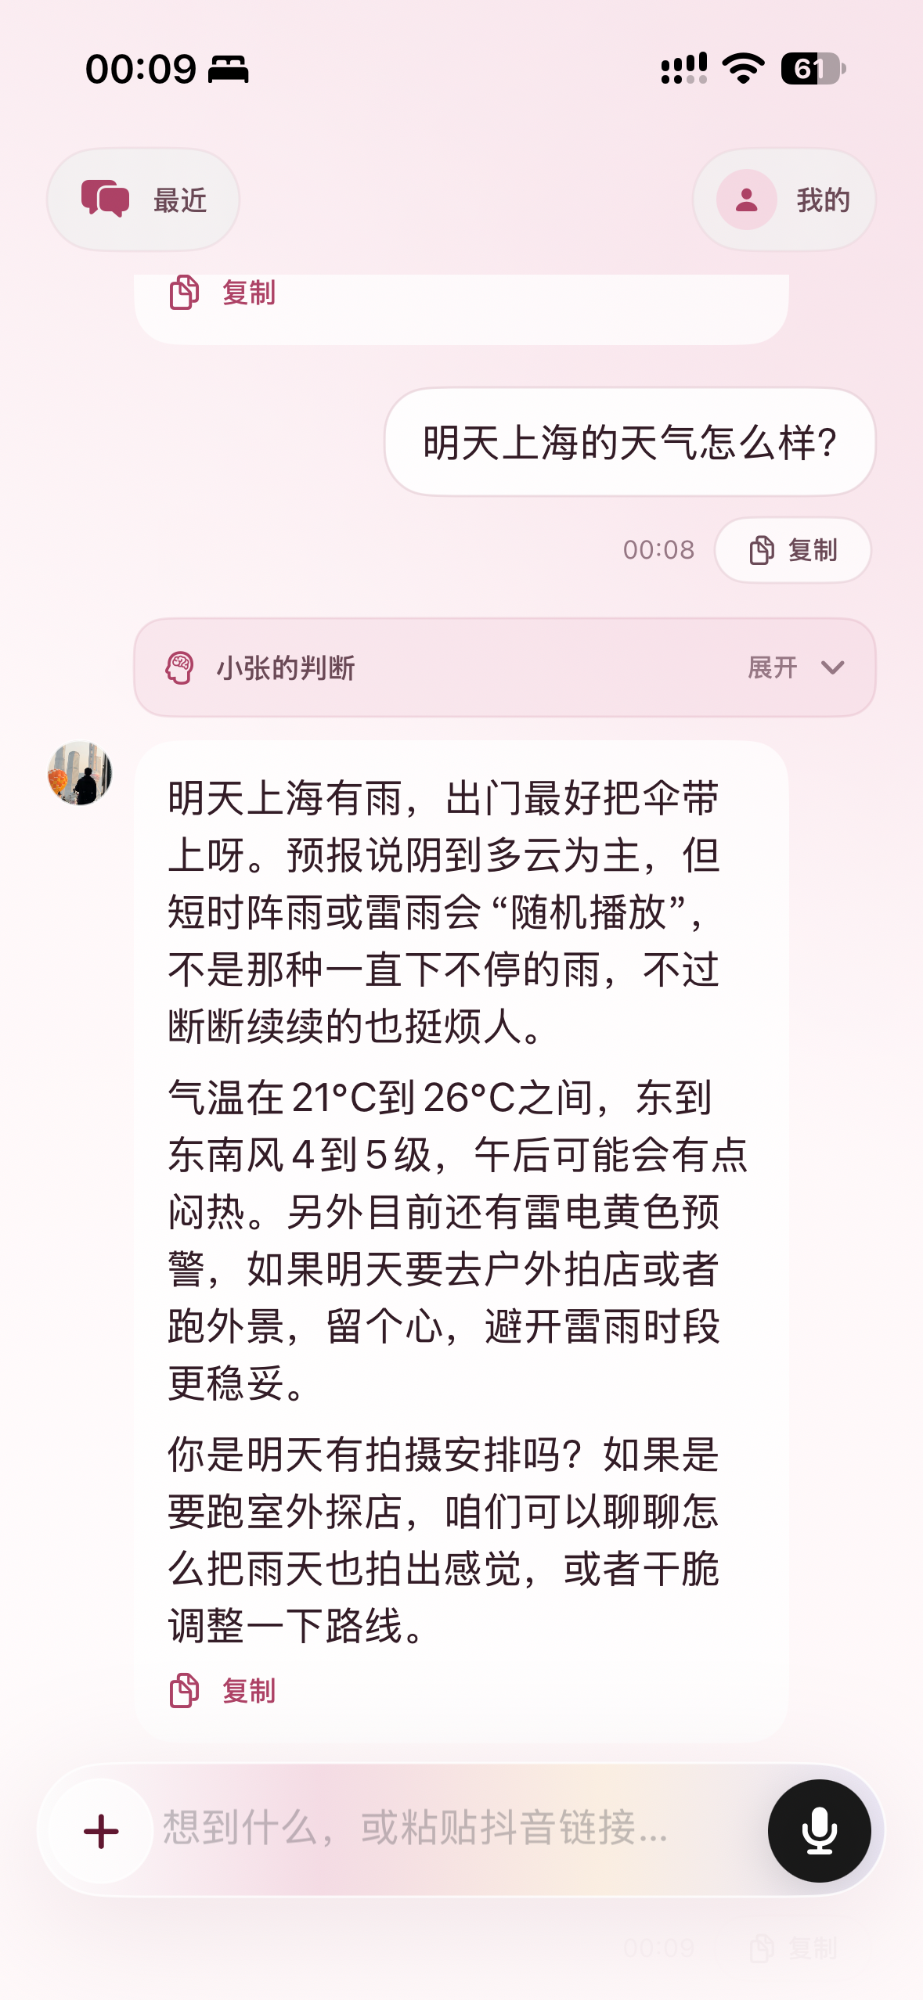 00:09
61
最近
我的
复制
明天上海的天气怎么样?
00:08 复制
小张的判断 展开
明天上海有雨，出门最好把伞带
上呀。预报说阴到多云为主，但
短时阵雨或雷雨会“随机播放”，
不是那种一直下不停的雨，不过
断断续续的也挺烦人。
气温在21°C到26°C之间，东到
东南风4到5级，午后可能会有点
闷热。另外目前还有雷电黄色预
警，如果明天要去户外拍店或者
跑外景，留个心，避开雷雨时段
更稳妥。
你是明天有拍摄安排吗？如果是
要跑室外探店，咱们可以聊聊怎
么把雨天也拍出感觉，或者干脆
调整一下路线。
复制
想到什么，或粘贴抖音链接...
00:09 复制